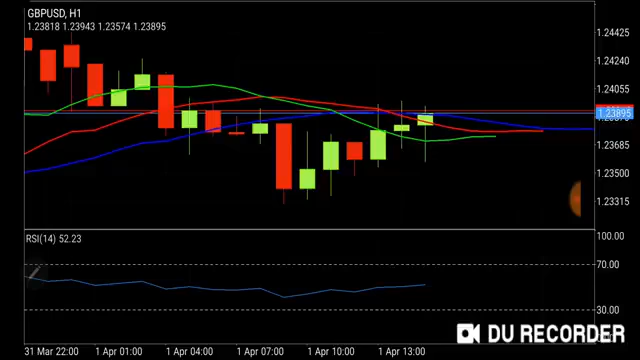 GBPUSD, H1
1.23818 1.23943 1.23574 1.23895
1.24425
1.24240
1.24055
1.23895
1.23685
1.23500
1.23315
RSI(14) 52.23
100.00
70.00
30.00
31 Mar 22:00 1 Apr 01:00 1 Apr 04:00 1 Apr 07:00 1 Apr 10:00 1 Apr 13:00
DU RECORDER